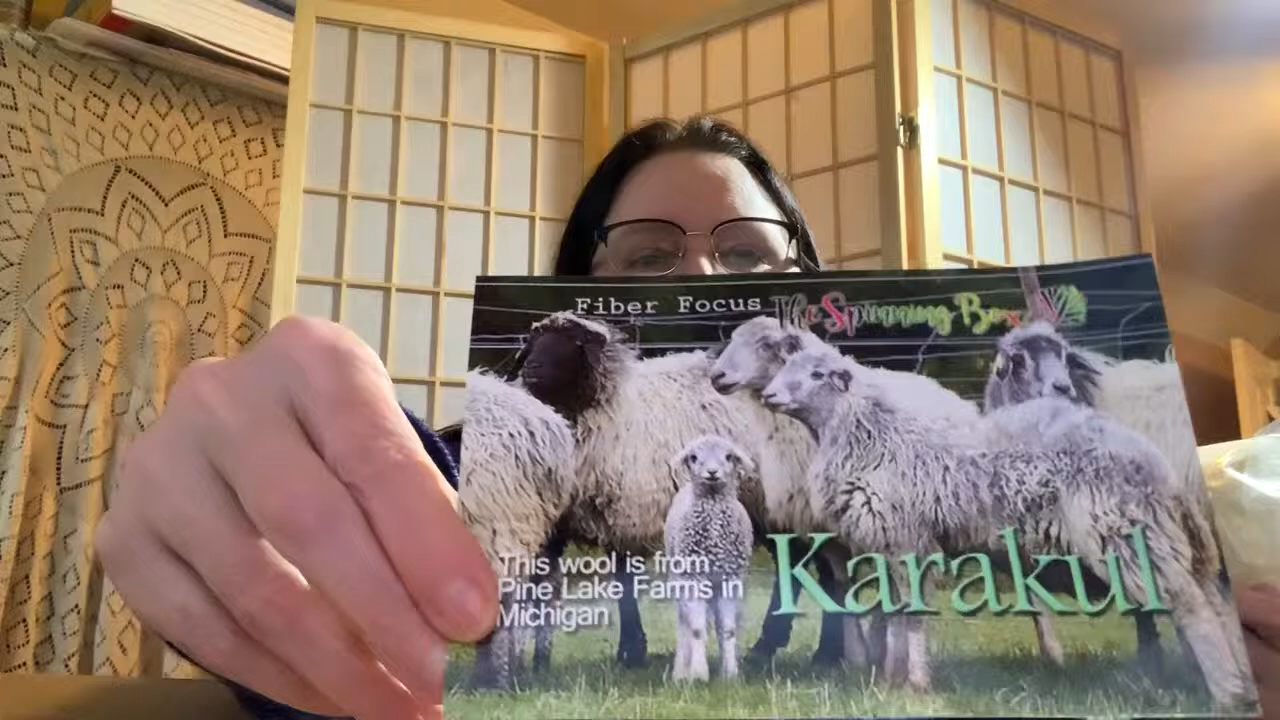 Fiber Focus The Spinning Box
This wool is from
Pine Lake Farms in
Michigan
Karakul